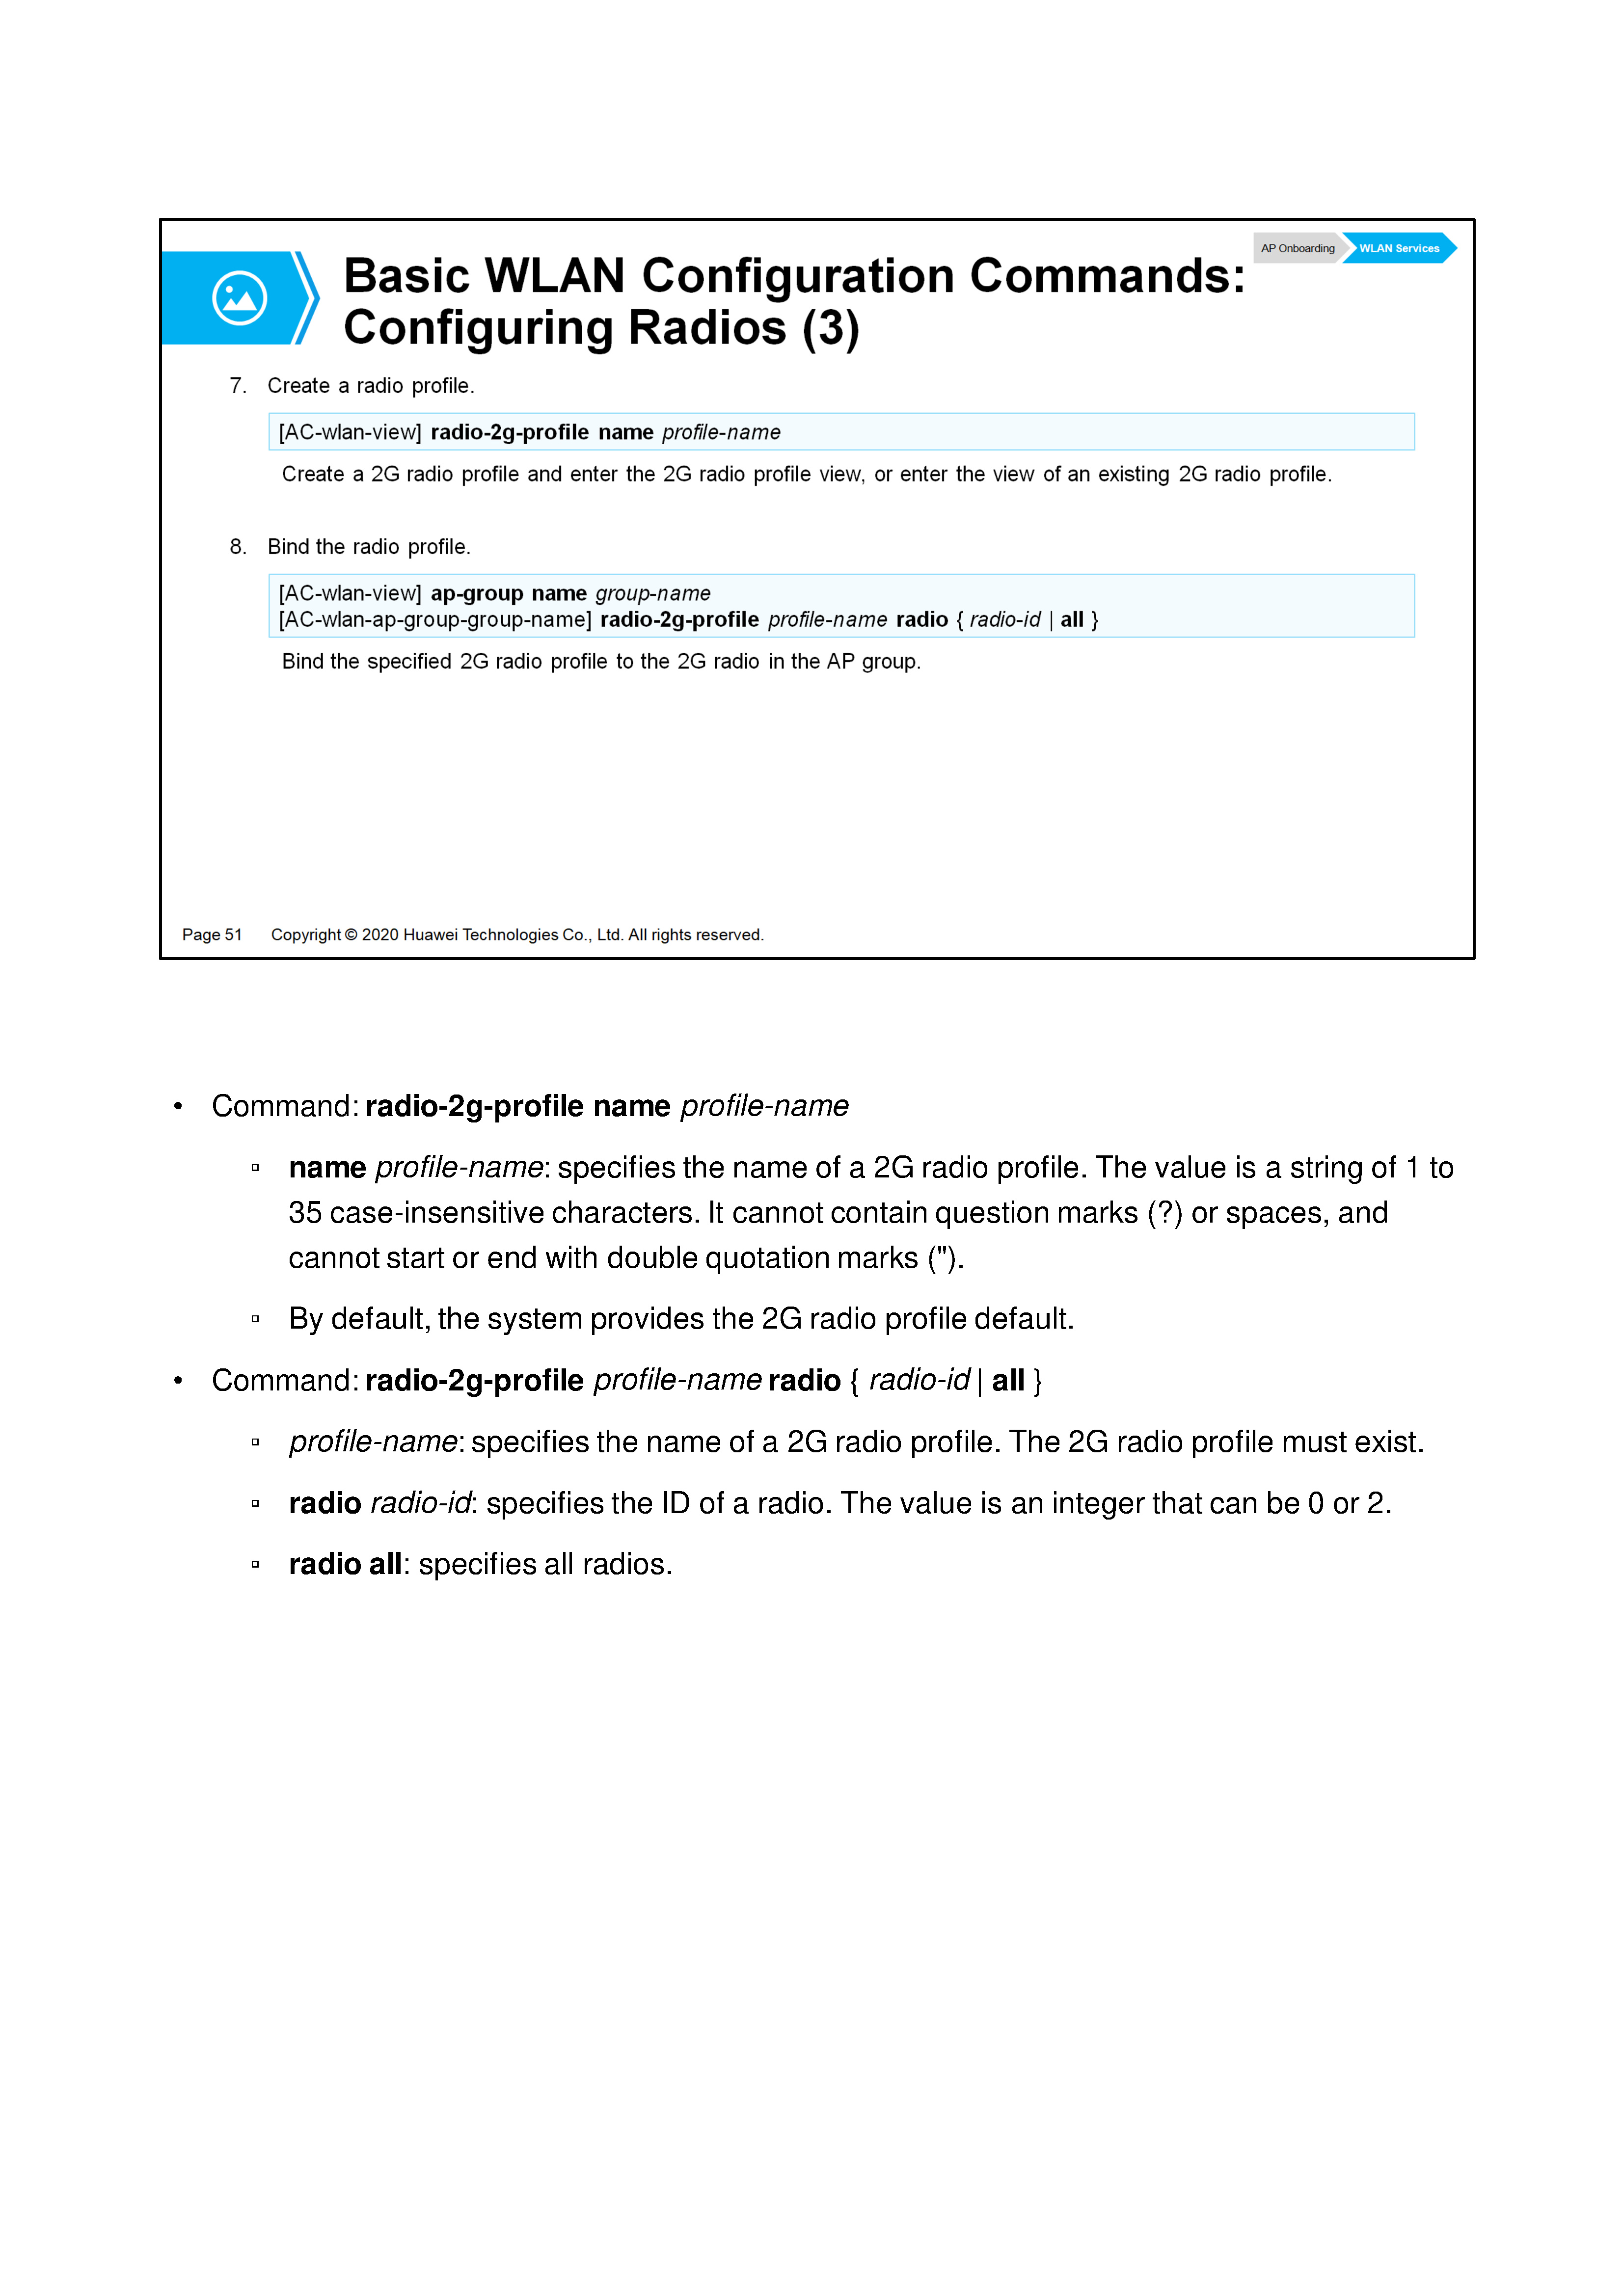 AP Onboarding
WLAN Services
Basic WLAN Configuration Commands:
Configuring Radios (3)
7. Create a radio profile.
[AC-wlan-view] radio-2g-profile name profile-name
Create a 2G radio profile and enter the 2G radio profile view, or enter the view of an existing 2G radio profile.
8. Bind the radio profile.
[AC-wlan-view] ap-group name group-name
[AC-wlan-ap-group-group-name] radio-2g-profile profile-name radio { radio-id | all }
Bind the specified 2G radio profile to the 2G radio in the AP group.
Page 51 Copyright © 2020 Huawei Technologies Co., Ltd. All rights reserved.
• Command: radio-2g-profile name profile-name
▫ name profile-name: specifies the name of a 2G radio profile. The value is a string of 1 to
35 case-insensitive characters. It cannot contain question marks (?) or spaces, and
cannot start or end with double quotation marks (").
▫ By default, the system provides the 2G radio profile default.
• Command: radio-2g-profile profile-name radio { radio-id | all }
▫ profile-name: specifies the name of a 2G radio profile. The 2G radio profile must exist.
▫ radio radio-id: specifies the ID of a radio. The value is an integer that can be 0 or 2.
▫ radio all: specifies all radios.